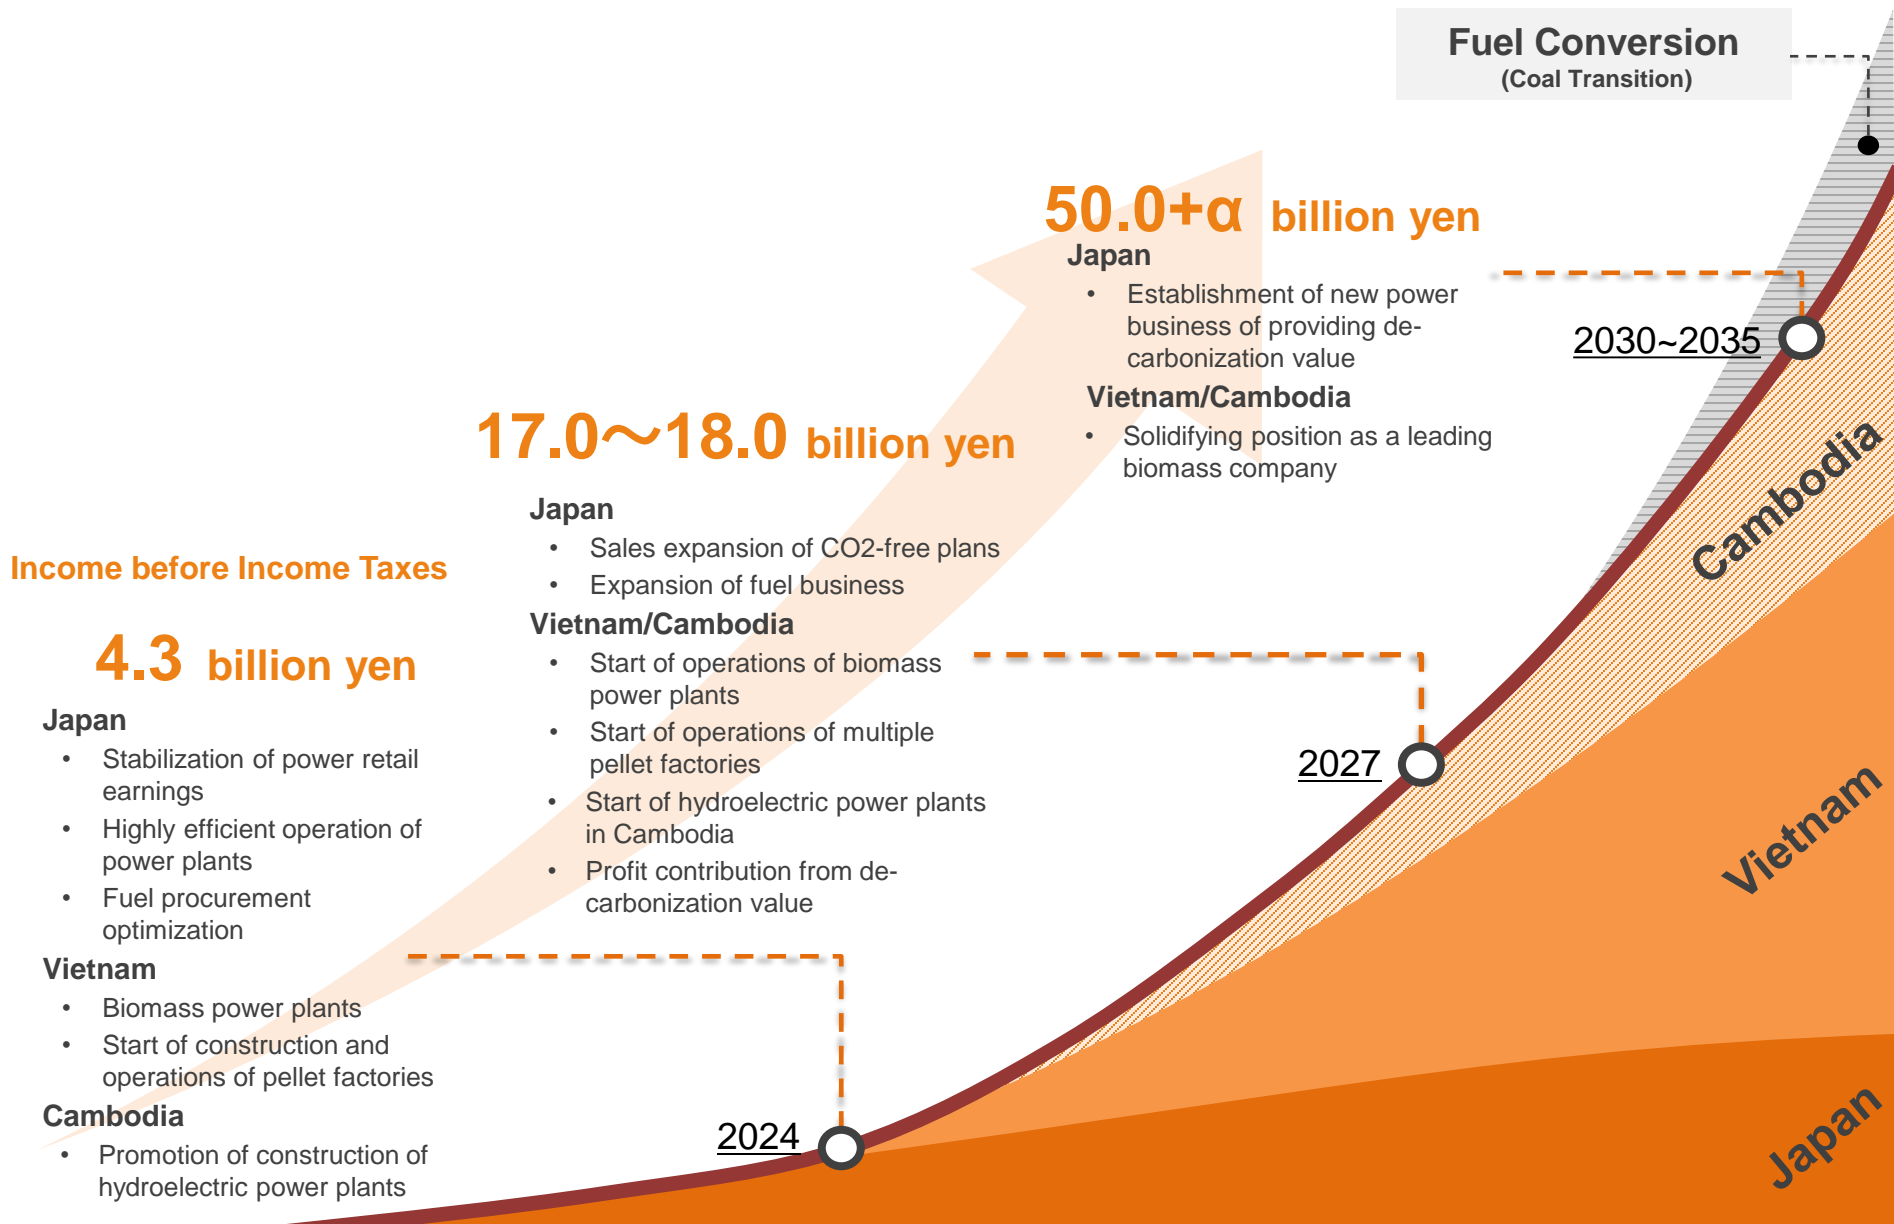 Fuel Conversion
(Coal Transition)
50.0+α billion yen
Japan
• Establishment of new power
business of providing de-
carbonization value
Vietnam/Cambodia
• Solidifying position as a leading
biomass company
2030~2035
17.0～18.0 billion yen
Japan
• Sales expansion of CO2-free plans
• Expansion of fuel business
Vietnam/Cambodia
• Start of operations of biomass
power plants
• Start of operations of multiple
pellet factories
• Start of hydroelectric power plants
in Cambodia
• Profit contribution from de-
carbonization value
2027
Income before Income Taxes
4.3 billion yen
Japan
• Stabilization of power retail
earnings
• Highly efficient operation of
power plants
• Fuel procurement
optimization
Vietnam
• Biomass power plants
• Start of construction and
operations of pellet factories
Cambodia
• Promotion of construction of
hydroelectric power plants
2024
Cambodia
Vietnam
Japan